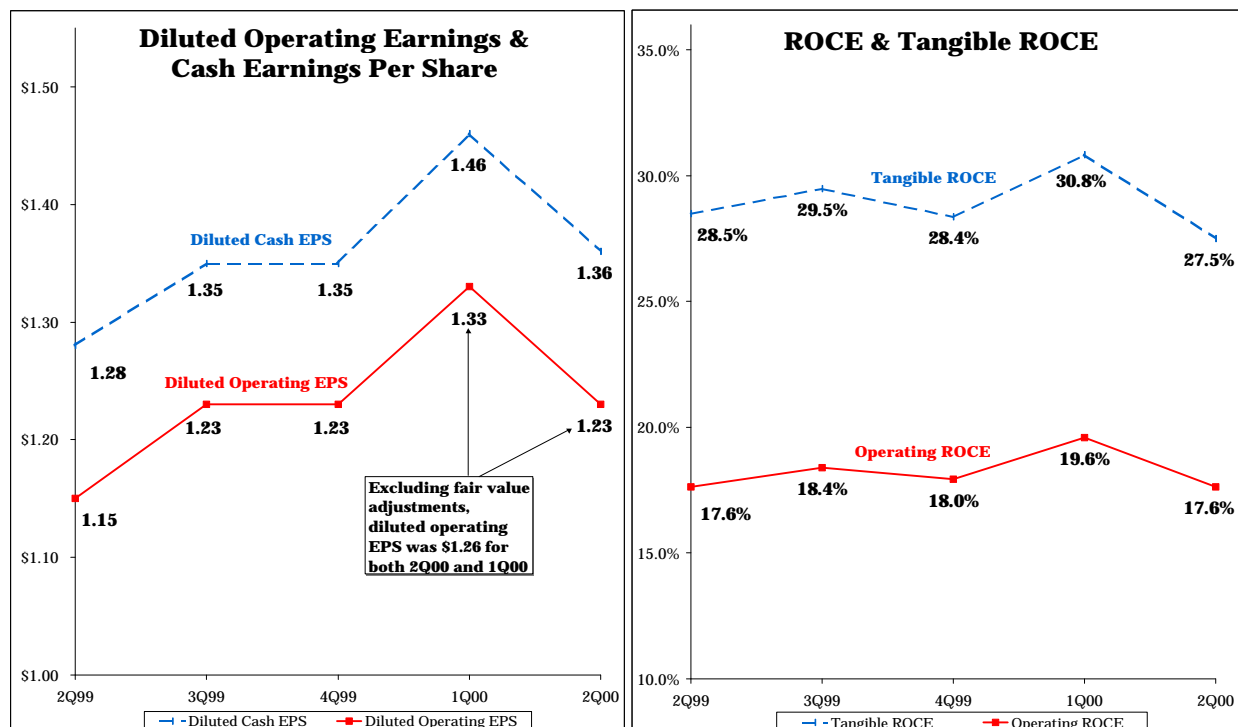 Diluted Operating Earnings &
Cash Earnings Per Share
$1.50
$1.40
$1.30
$1.20
$1.10
$1.00
1.46
Diluted Cash EPS
1.36
1.35
1.35
1.28
1.33
Diluted Operating EPS
1.23
1.23
1.23
1.15
Excluding fair value
adjustments,
diluted operating
EPS was $1.26 for
both 2Q00 and 1Q00
2Q99
3Q99
4Q99
1Q00
2Q00
Diluted Cash EPS
Diluted Operating EPS
ROCE & Tangible ROCE
35.0%
30.0%
25.0%
20.0%
15.0%
10.0%
Tangible ROCE
30.8%
29.5%
28.5%
28.4%
27.5%
Operating ROCE
19.6%
18.4%
18.0%
17.6%
17.6%
2Q99
3Q99
4Q99
1Q00
2Q00
Tangible ROCE
Operating ROCE